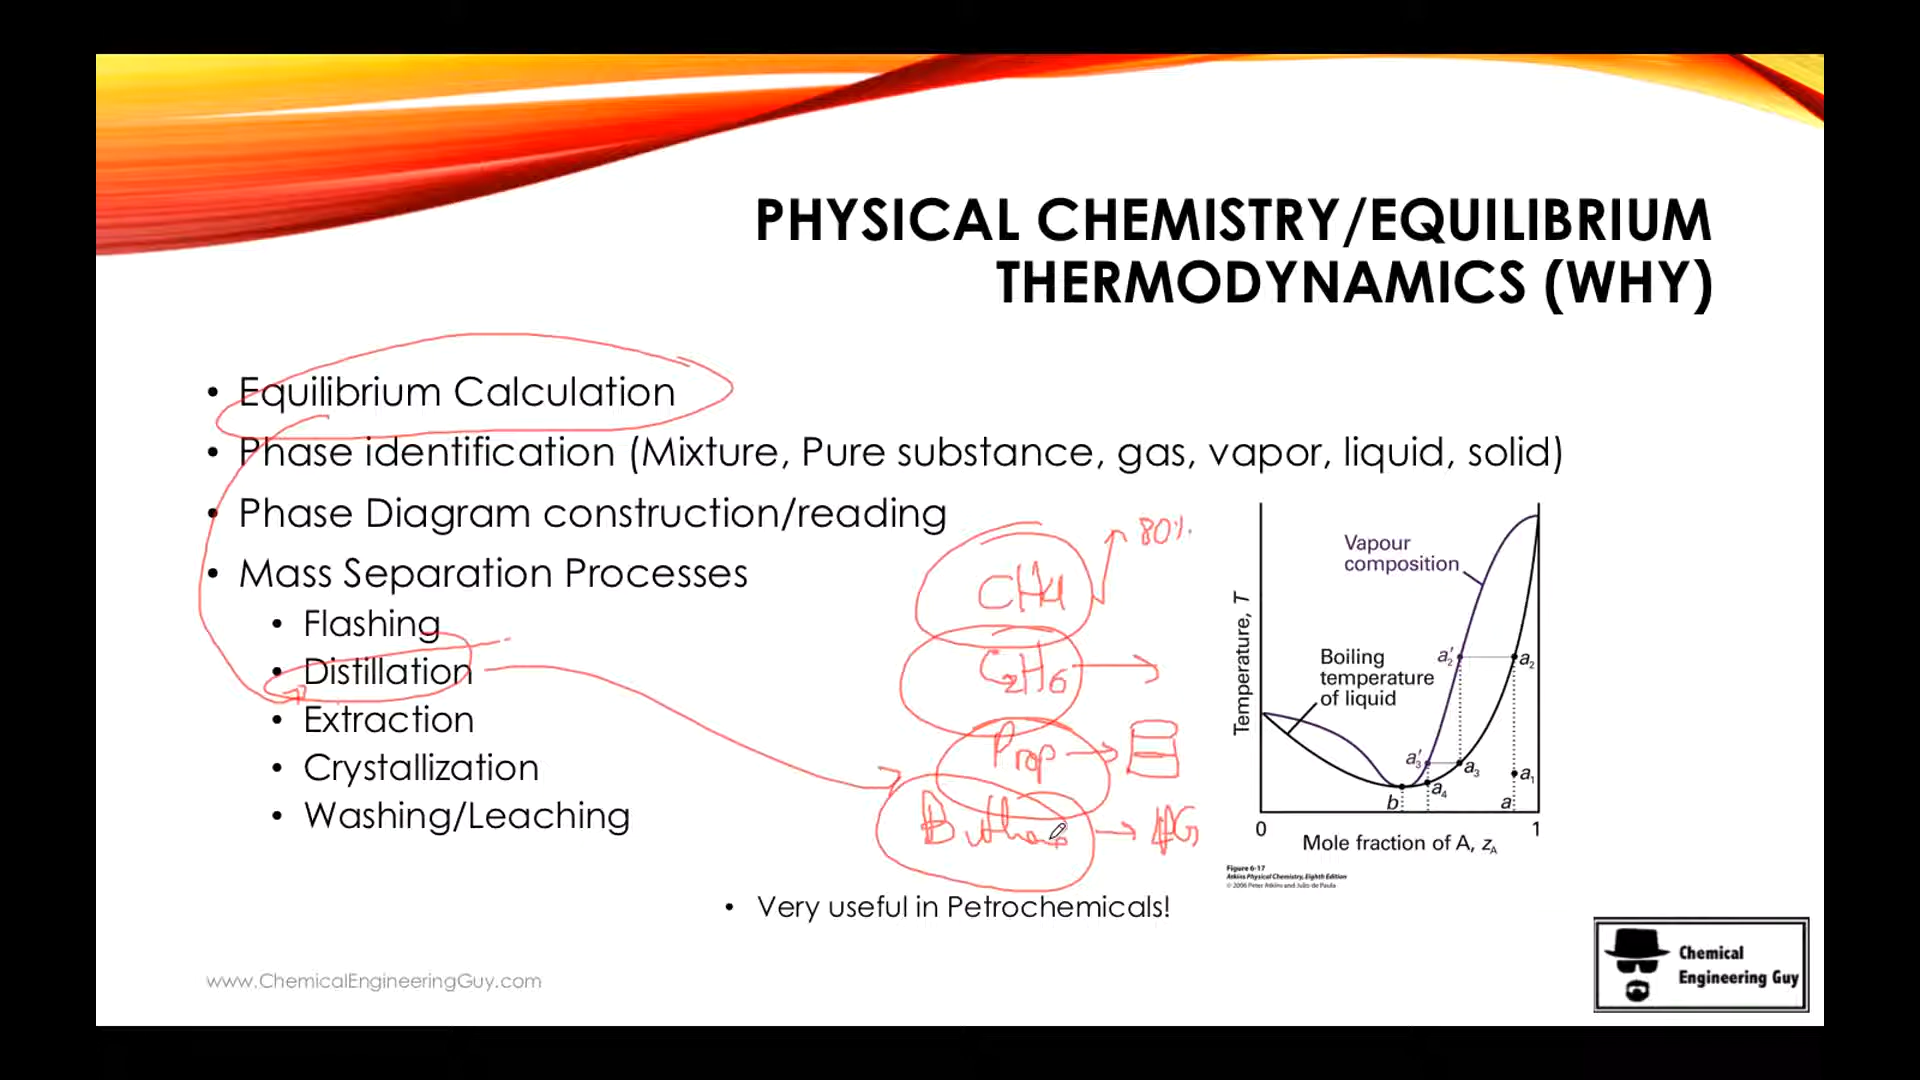 PHYSICAL CHEMISTRY/EQUILIBRIUM
THERMODYNAMICS (WHY)
• Equilibrium Calculation
• Phase identification (Mixture, Pure substance, gas, vapor, liquid, solid)
• Phase Diagram construction/reading
• Mass Separation Processes
• Flashing
• Distillation
• Extraction
• Crystallization
• Washing/Leaching
CH4
80%
C2H6
Prop
• Very useful in Petrochemicals!
Temperature, T
Vapour
composition
Boiling
temperature
of liquid
a'2
a2
a'3
a3
a4
a1
b
a
0
1
Mole fraction of A, zA
Figure 6-17
Atkins Physical Chemistry, Eighth Edition
© 2006 Peter Atkins and Julio de Paula
www.ChemicalEngineeringGuy.com
Chemical
Engineering Guy